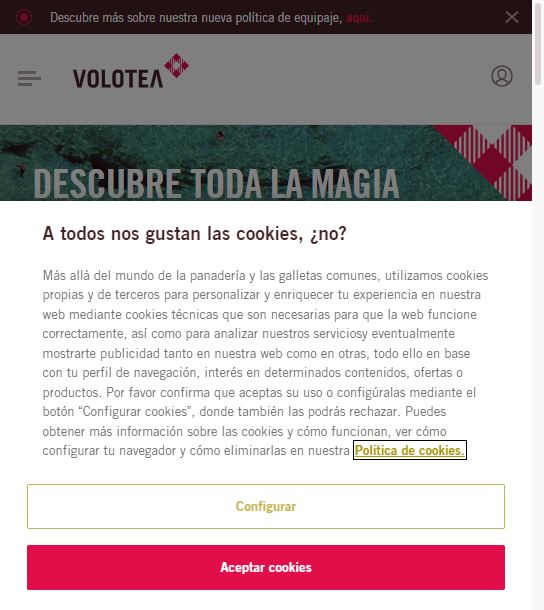 Descubre más sobre nuestra nueva política de equipaje, aquí.
VOLOTEA
DESCUBRE TODA LA MAGIA
A todos nos gustan las cookies, ¿no?
Más allá del mundo de la panadería y las galletas comunes, utilizamos cookies
propias y de terceros para personalizar y enriquecer tu experiencia en nuestra
web mediante cookies técnicas que son necesarias para que la web funcione
correctamente, así como para analizar nuestros serviciosy eventualmente
mostrarte publicidad tanto en nuestra web como en otras, todo ello en base
con tu perfil de navegación, interés en determinados contenidos, ofertas o
productos. Por favor confirma que aceptas su uso o configúralas mediante el
botón “Configurar cookies”, donde también las podrás rechazar. Puedes
obtener más información sobre las cookies y cómo funcionan, ver cómo
configurar tu navegador y cómo eliminarlas en nuestra Política de cookies.
Configurar
Aceptar cookies